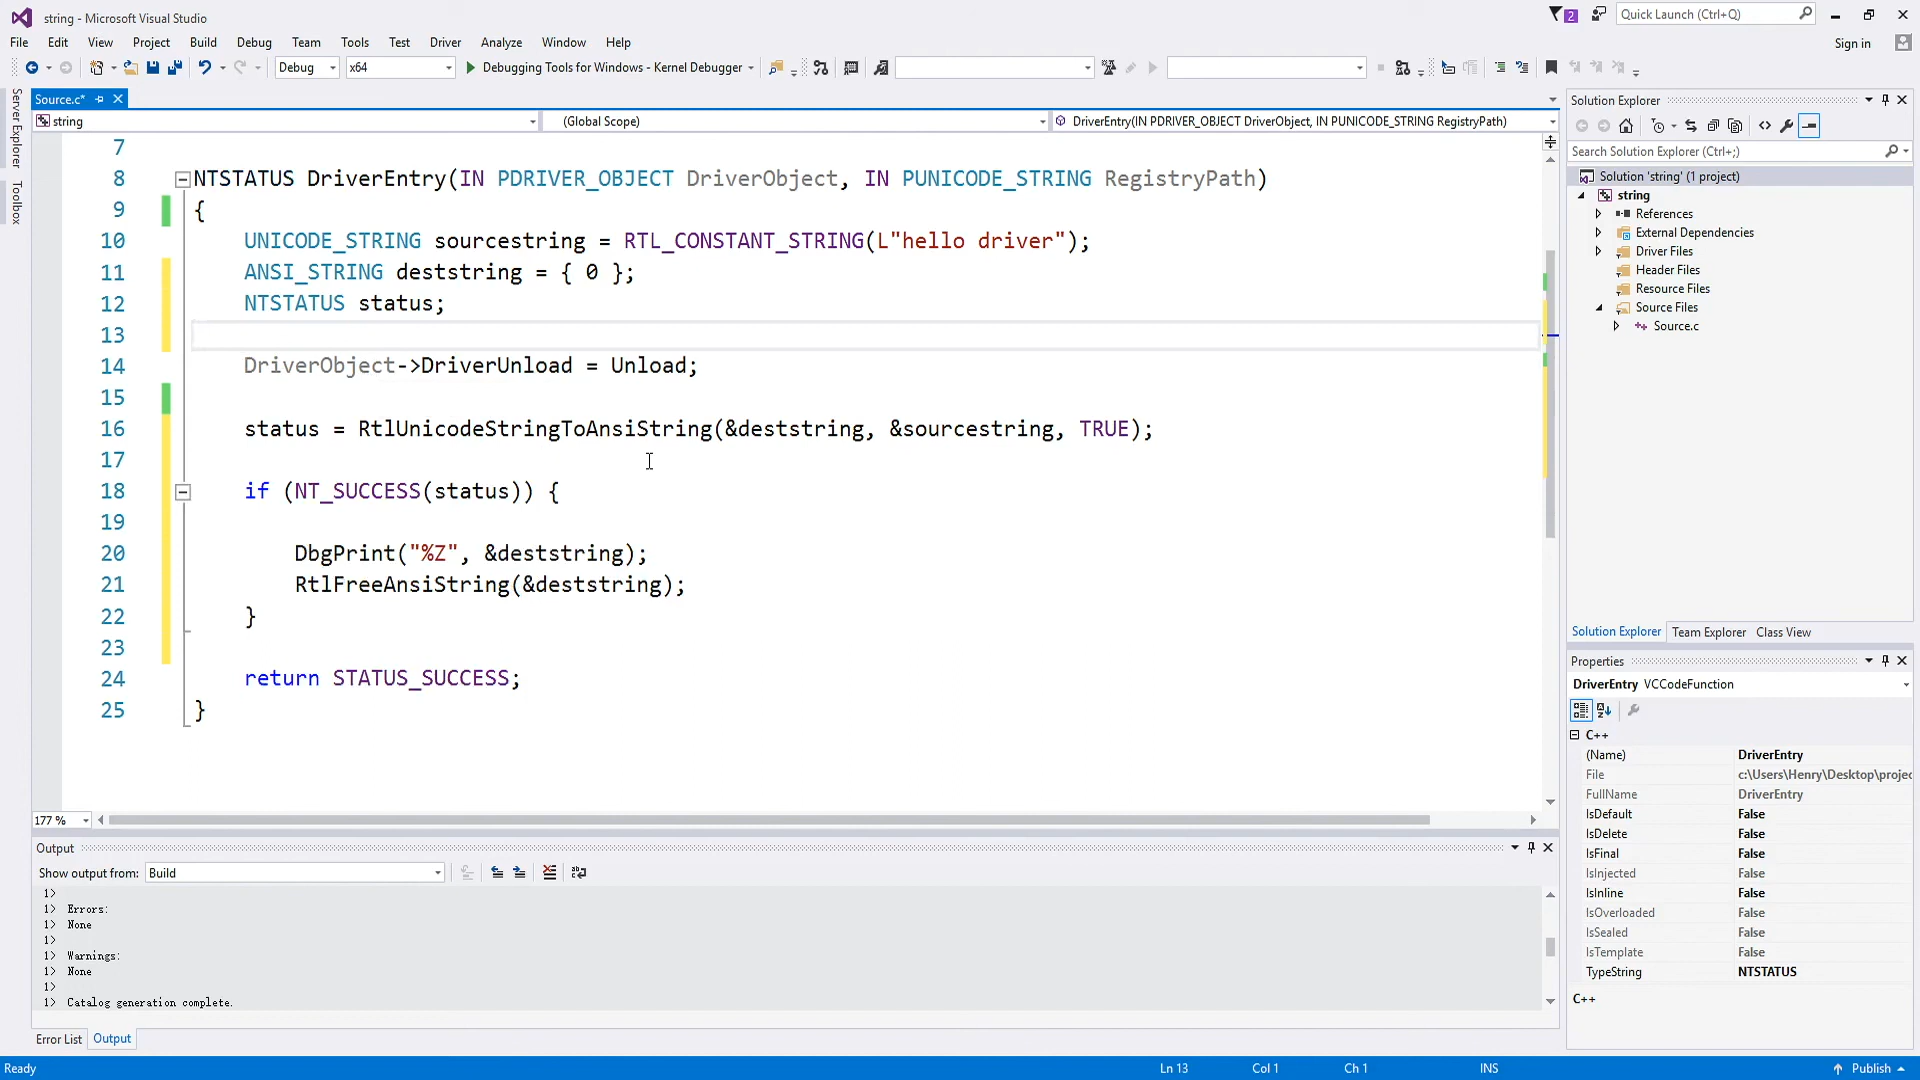 string - Microsoft Visual Studio
2
Quick Launch (Ctrl+Q)
File Edit View Project Build Debug Team Tools Test Driver Analyze Window Help
Sign in
Debug x64 Debugging Tools for Windows - Kernel Debugger
Server Explorer
Toolbox
Source.c*
string (Global Scope) DriverEntry(IN PDRIVER_OBJECT DriverObject, IN PUNICODE_STRING RegistryPath)
7
8 NTSTATUS DriverEntry(IN PDRIVER_OBJECT DriverObject, IN PUNICODE_STRING RegistryPath)
9 {
10 UNICODE_STRING sourcestring = RTL_CONSTANT_STRING(L"hello driver");
11 ANSI_STRING deststring = { 0 };
12 NTSTATUS status;
13
14 DriverObject->DriverUnload = Unload;
15
16 status = RtlUnicodeStringToAnsiString(&deststring, &sourcestring, TRUE);
17
18 if (NT_SUCCESS(status)) {
19
20 DbgPrint("%Z", &deststring);
21 RtlFreeAnsiString(&deststring);
22 }
23
24 return STATUS_SUCCESS;
25 }
177 %
Output
Show output from: Build
1>
1> Errors:
1> None
1>
1> Warnings:
1> None
1>
1> Catalog generation complete.
Error List Output
Solution Explorer
Search Solution Explorer (Ctrl+;)
Solution 'string' (1 project)
string
References
External Dependencies
Driver Files
Header Files
Resource Files
Source Files
Source.c
Solution Explorer Team Explorer Class View
Properties
DriverEntry VCCodeFunction
C++
(Name) DriverEntry
File c:\Users\Henry\Desktop\projec
FullName DriverEntry
IsDefault False
IsDelete False
IsFinal False
IsInjected False
IsInline False
IsOverloaded False
IsSealed False
IsTemplate False
TypeString NTSTATUS
C++
Ready Ln 13 Col 1 Ch 1 INS Publish